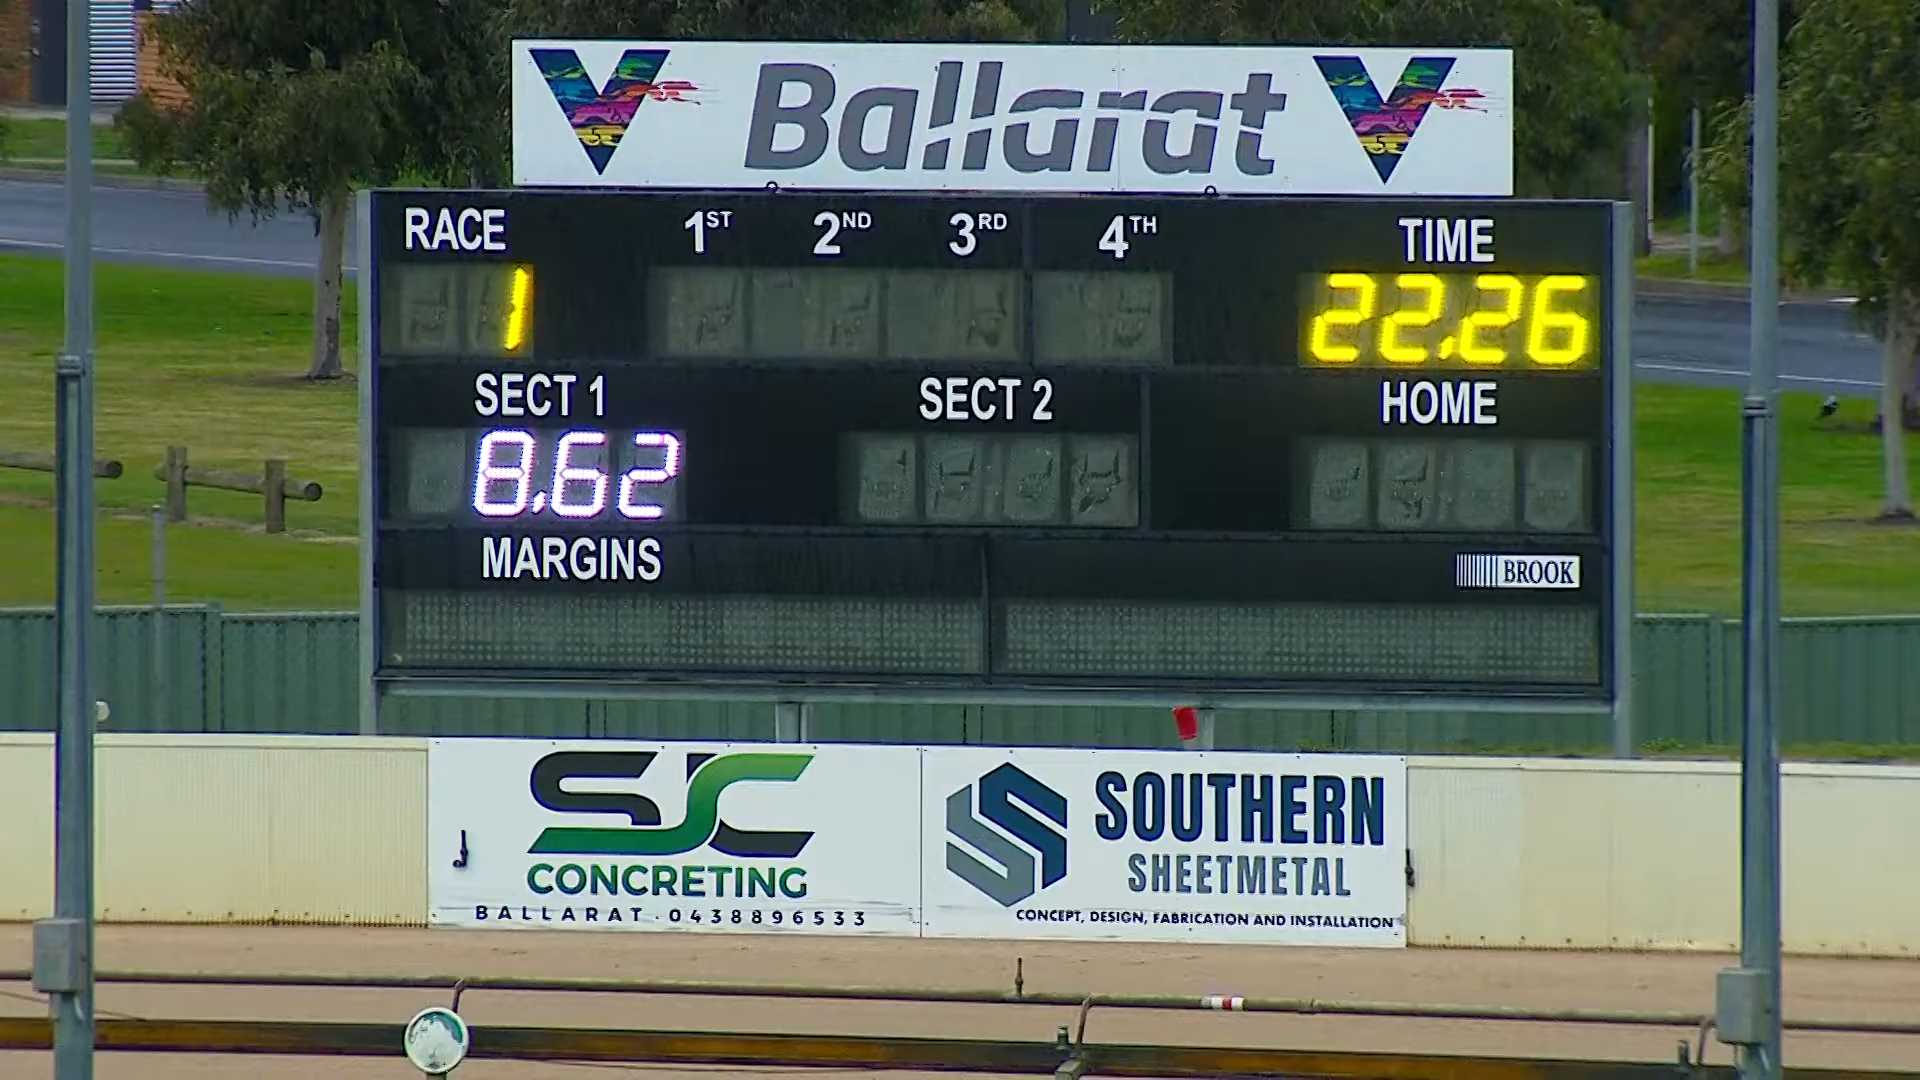 Ballarat
RACE 1ST 2ND 3RD 4TH TIME
1 22.26
SECT 1 SECT 2 HOME
8.62
MARGINS
BROOK
SJC
CONCRETING
BALLARAT · 0438896533
SOUTHERN
SHEETMETAL
CONCEPT, DESIGN, FABRICATION AND INSTALLATION